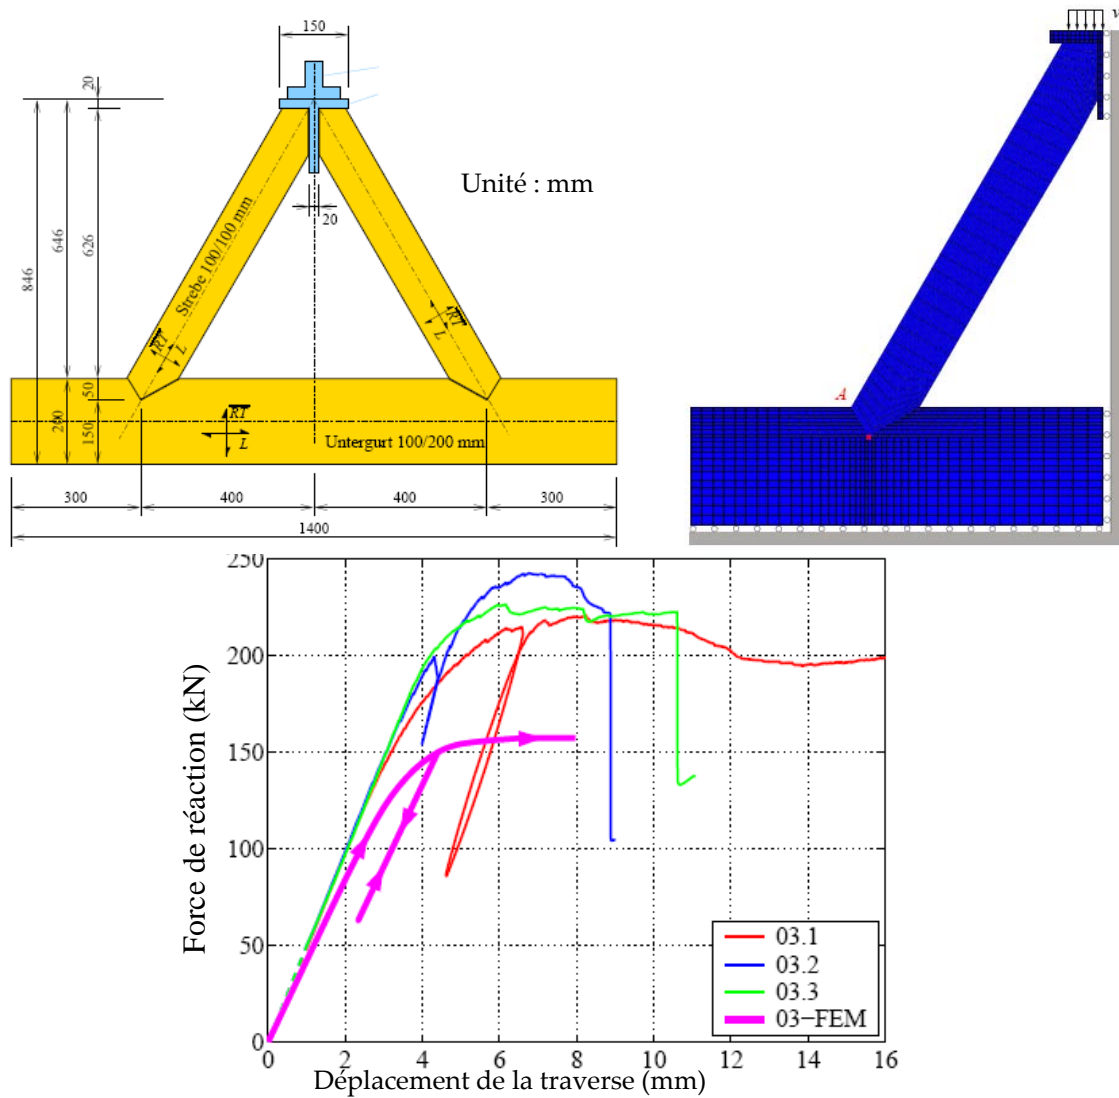 150
20
846
646
626
Unité : mm
20
Strebe 100/100 mm
RT
L
RT
L
50
200
150
RT
L
Untergurt 100/200 mm
300
400
400
300
1400
A
v
250
200
150
100
50
0
0
2
4
6
8
10
12
14
16
Force de réaction (kN)
Déplacement de la traverse (mm)
03.1
03.2
03.3
03-FEM